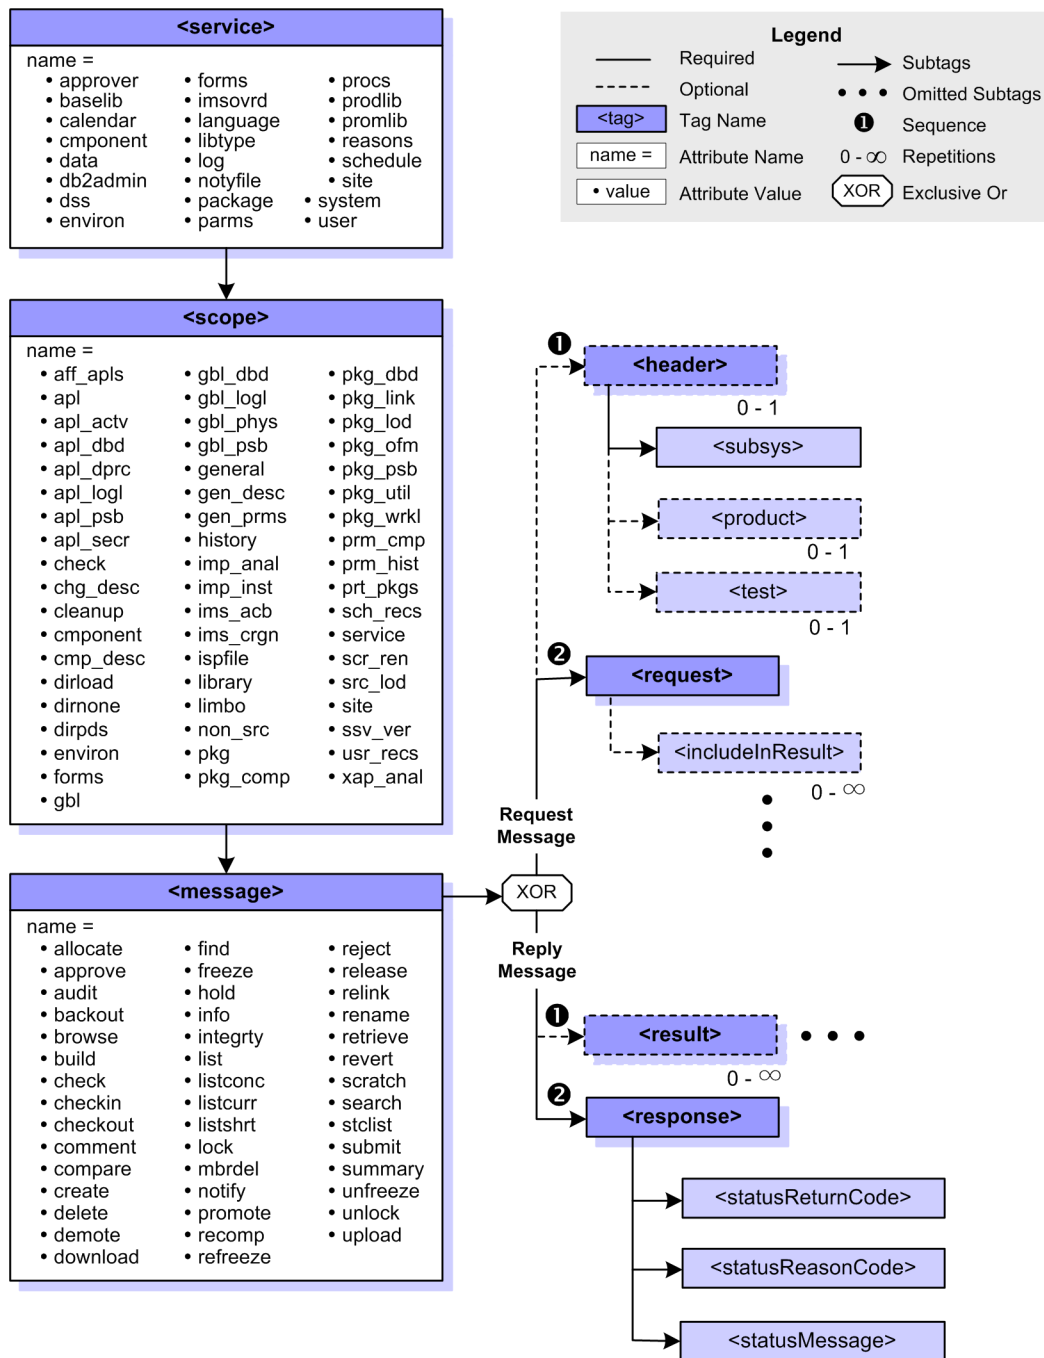 <service>
name =
• approver
• baselib
• calendar
• cmponent
• data
• db2admin
• dss
• environ
• forms
• imsovrd
• language
• libtype
• log
• notyfile
• package
• parms
• procs
• prodlib
• promlib
• reasons
• schedule
• site
• system
• user
Legend
Required
Optional
<tag> Tag Name
name = Attribute Name
• value Attribute Value
Subtags
• • • Omitted Subtags
❶ Sequence
0 - ∞ Repetitions
XOR Exclusive Or
<scope>
name =
• aff_apls
• apl
• apl_actv
• apl_dbd
• apl_dprc
• apl_logl
• apl_psb
• apl_secr
• check
• chg_desc
• cleanup
• cmponent
• cmp_desc
• dirload
• dirnone
• dirpds
• environ
• forms
• gbl
• gbl_dbd
• gbl_logl
• gbl_phys
• gbl_psb
• general
• gen_desc
• gen_prms
• history
• imp_anal
• imp_inst
• ims_acb
• ims_crgn
• ispfile
• library
• limbo
• non_src
• pkg
• pkg_comp
• pkg_dbd
• pkg_link
• pkg_lod
• pkg_ofm
• pkg_psb
• pkg_util
• pkg_wrkl
• prm_cmp
• prm_hist
• prt_pkgs
• sch_recs
• service
• scr_ren
• src_lod
• site
• ssv_ver
• usr_recs
• xap_anal
<message>
name =
• allocate
• approve
• audit
• backout
• browse
• build
• check
• checkin
• checkout
• comment
• compare
• create
• delete
• demote
• download
• find
• freeze
• hold
• info
• integrty
• list
• listconc
• listcurr
• listshrt
• lock
• mbrdel
• notify
• promote
• recomp
• refreeze
• reject
• release
• relink
• rename
• retrieve
• revert
• scratch
• search
• stclist
• submit
• summary
• unfreeze
• unlock
• upload
XOR
Request
Message
❶
<header>
0 - 1
<subsys>
<product>
0 - 1
<test>
0 - 1
❷
<request>
<includeInResult>
0 - ∞
Reply
Message
❶
<result>
0 - ∞
❷
<response>
<statusReturnCode>
<statusReasonCode>
<statusMessage>